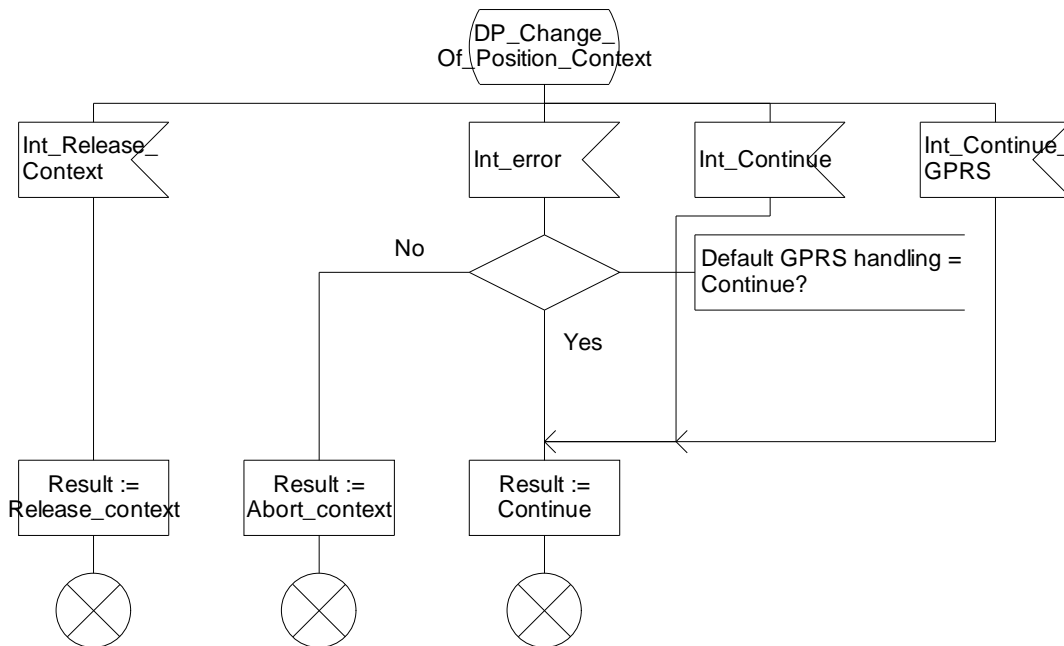 DP_Change_
Of_Position_Context
Int_Release_
Context
Int_error
Int_Continue
Int_Continue_
GPRS
No
Default GPRS handling =
Continue?
Yes
Result :=
Release_context
Result :=
Abort_context
Result :=
Continue